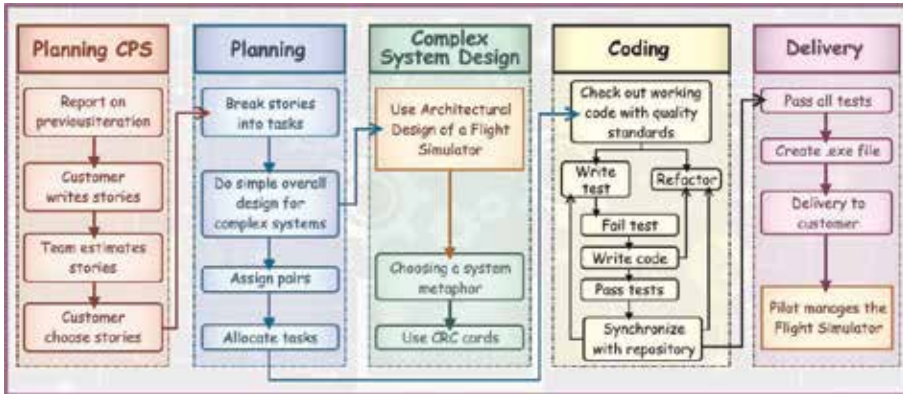 Planning CPS
Report on
previousiteration
Customer
writes stories
Team estimates
stories
Customer
choose stories
Planning
Break stories
into tasks
Do simple overall
design for
complex systems
Assign pairs
Allocate tasks
Complex
System Design
Use Architectural
Design of a Flight
Simulator
Choosing a system
metaphor
Use CRC cards
Coding
Check out working
code with quality
standards
Write
test
Refactor
Fail test
Write code
Pass tests
Synchronize
with repository
Delivery
Pass all tests
Create .exe file
Delivery to
customer
Pilot manages the
Flight Simulator